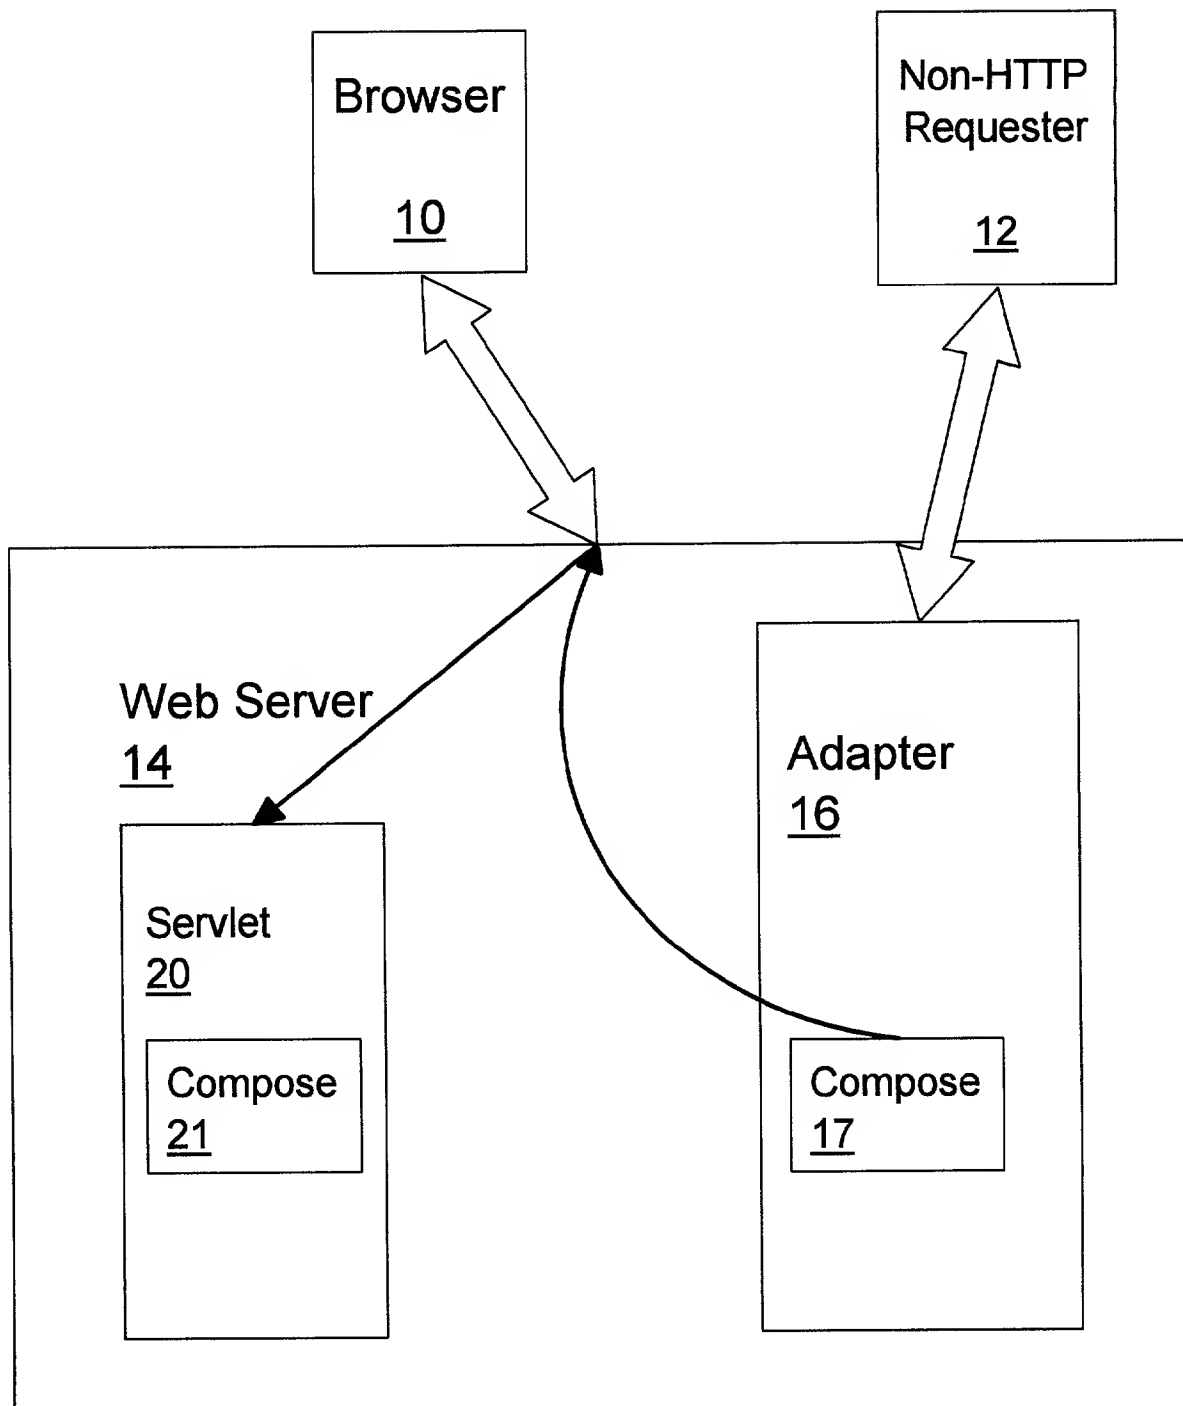 Browser
10
Non-HTTP
Requester
12
Web Server
14
Adapter
16
Servlet
20
Compose
21
Compose
17